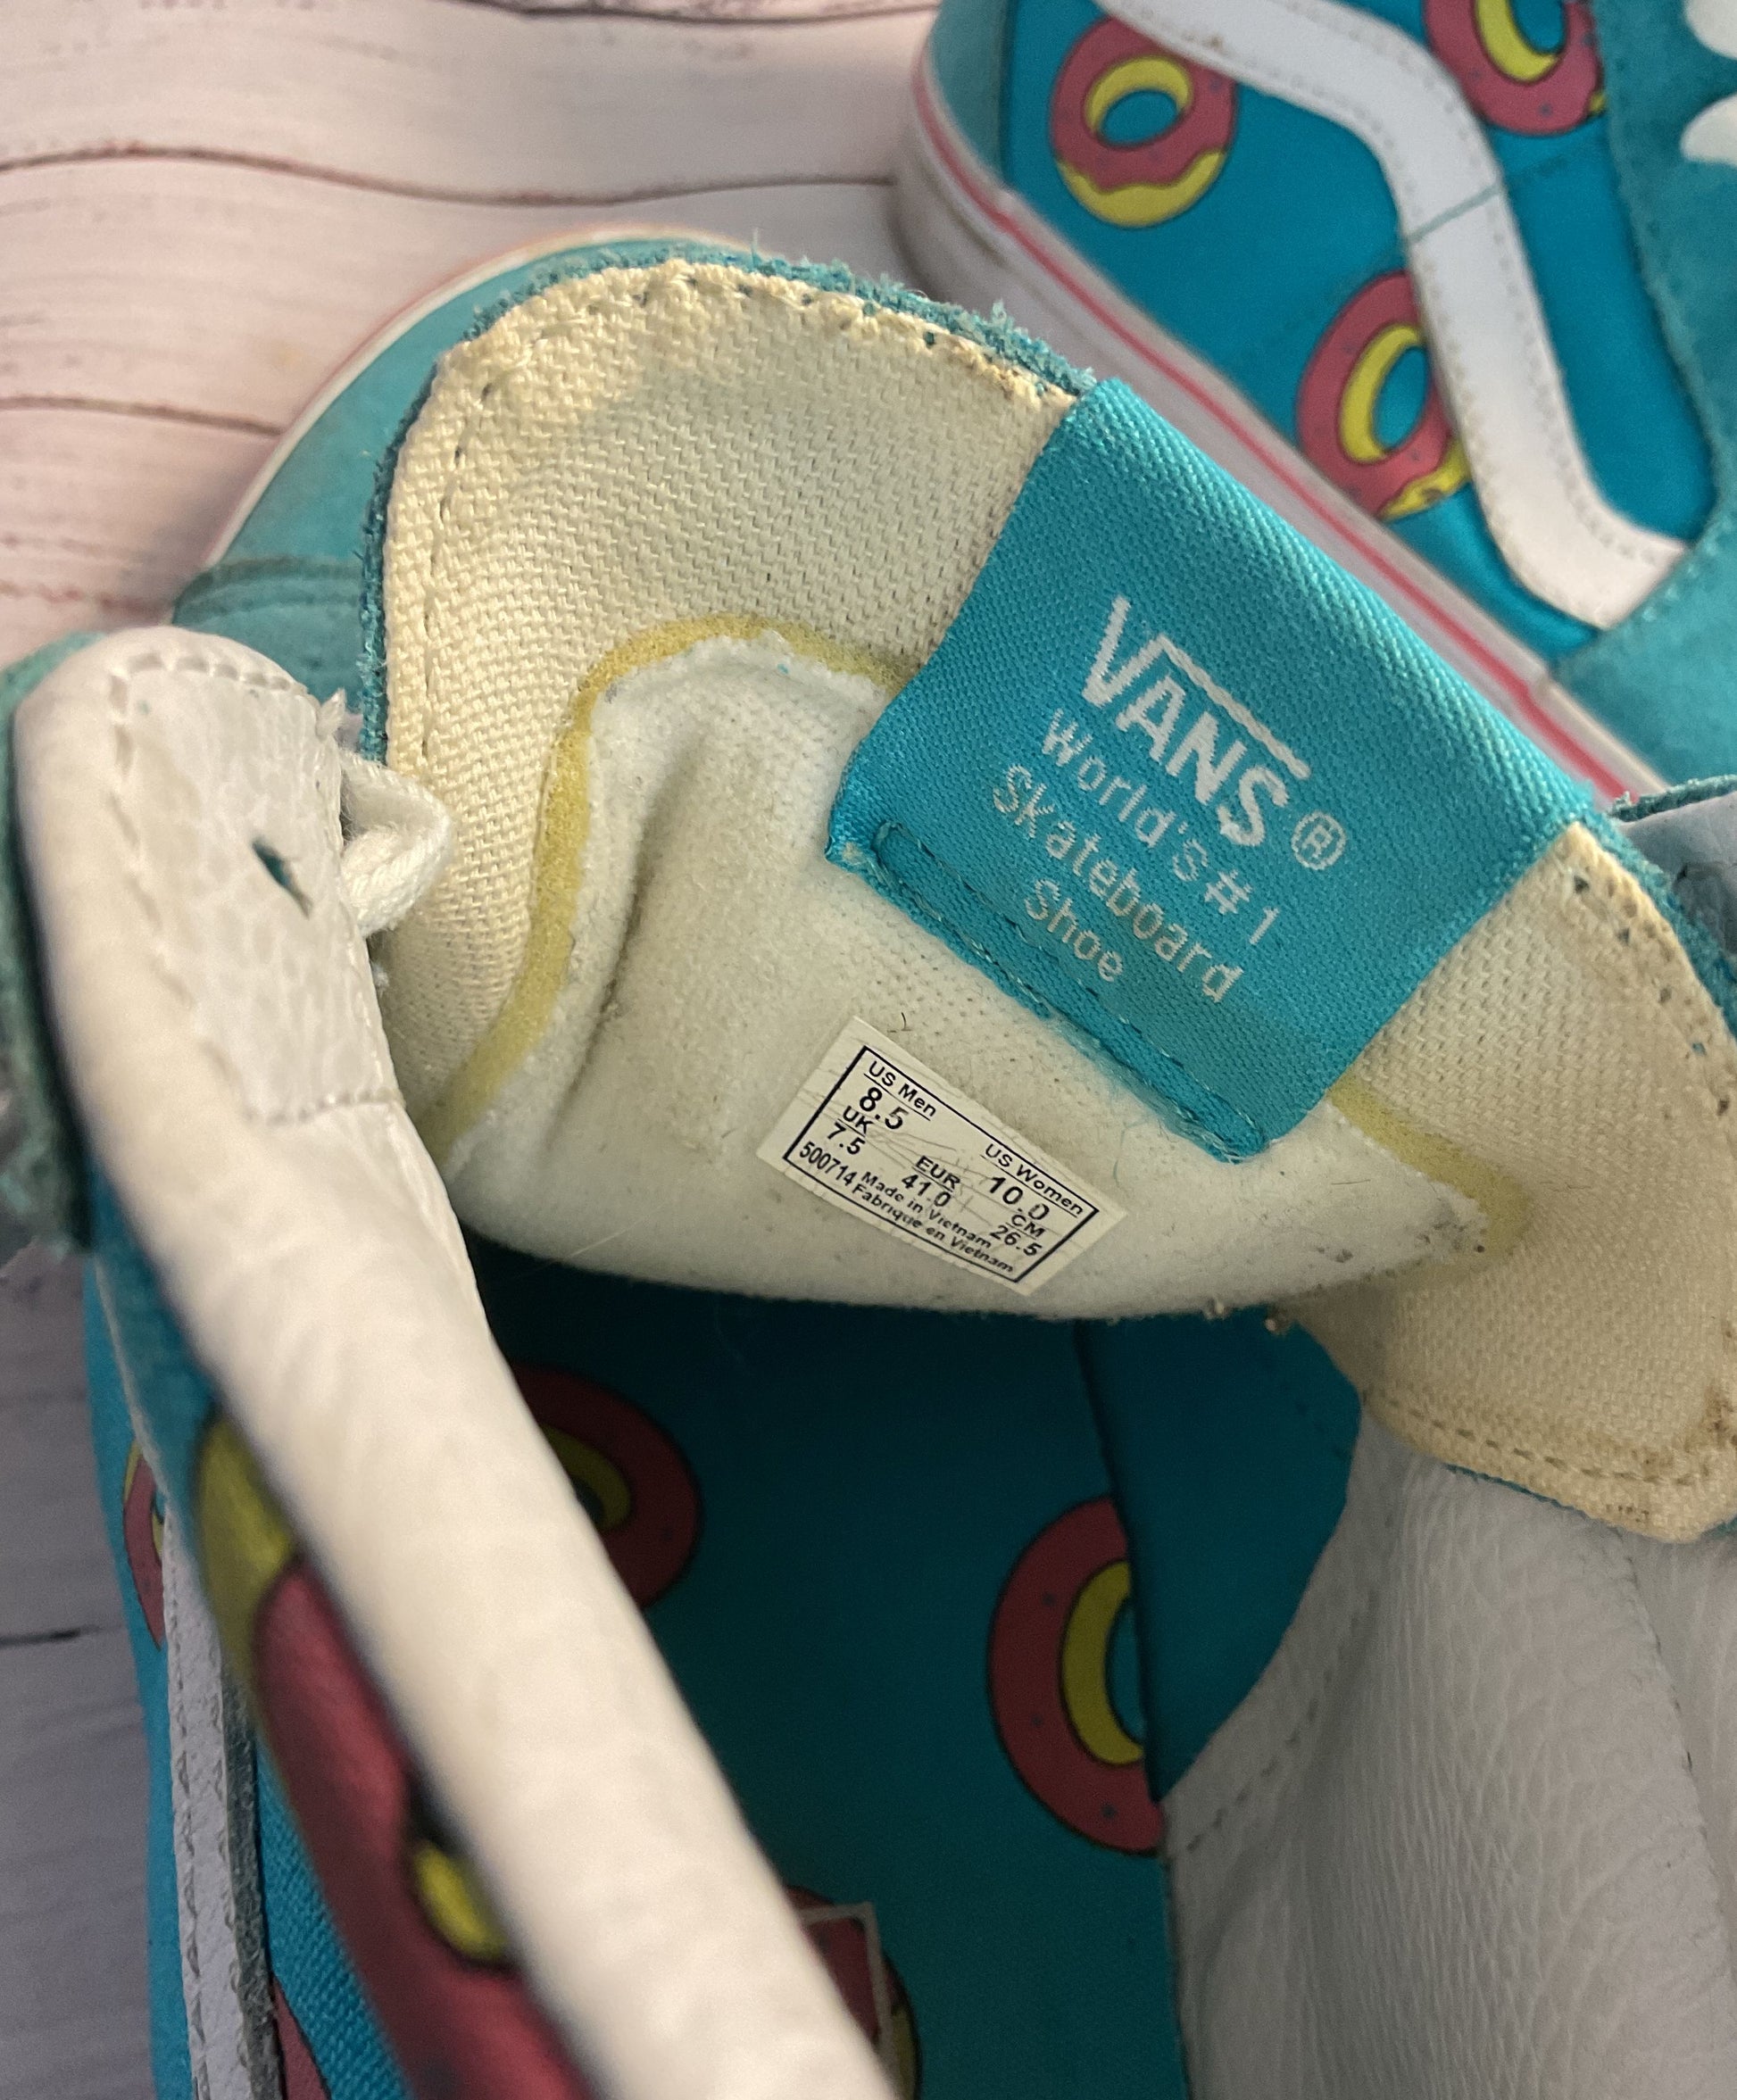 VANS®
World's #1
Skateboard
Shoe
US Men US Women
8.5 10.0
UK EUR CM
7.5 41.0 26.5
500714 Made in Vietnam
Fabrique en Vietnam